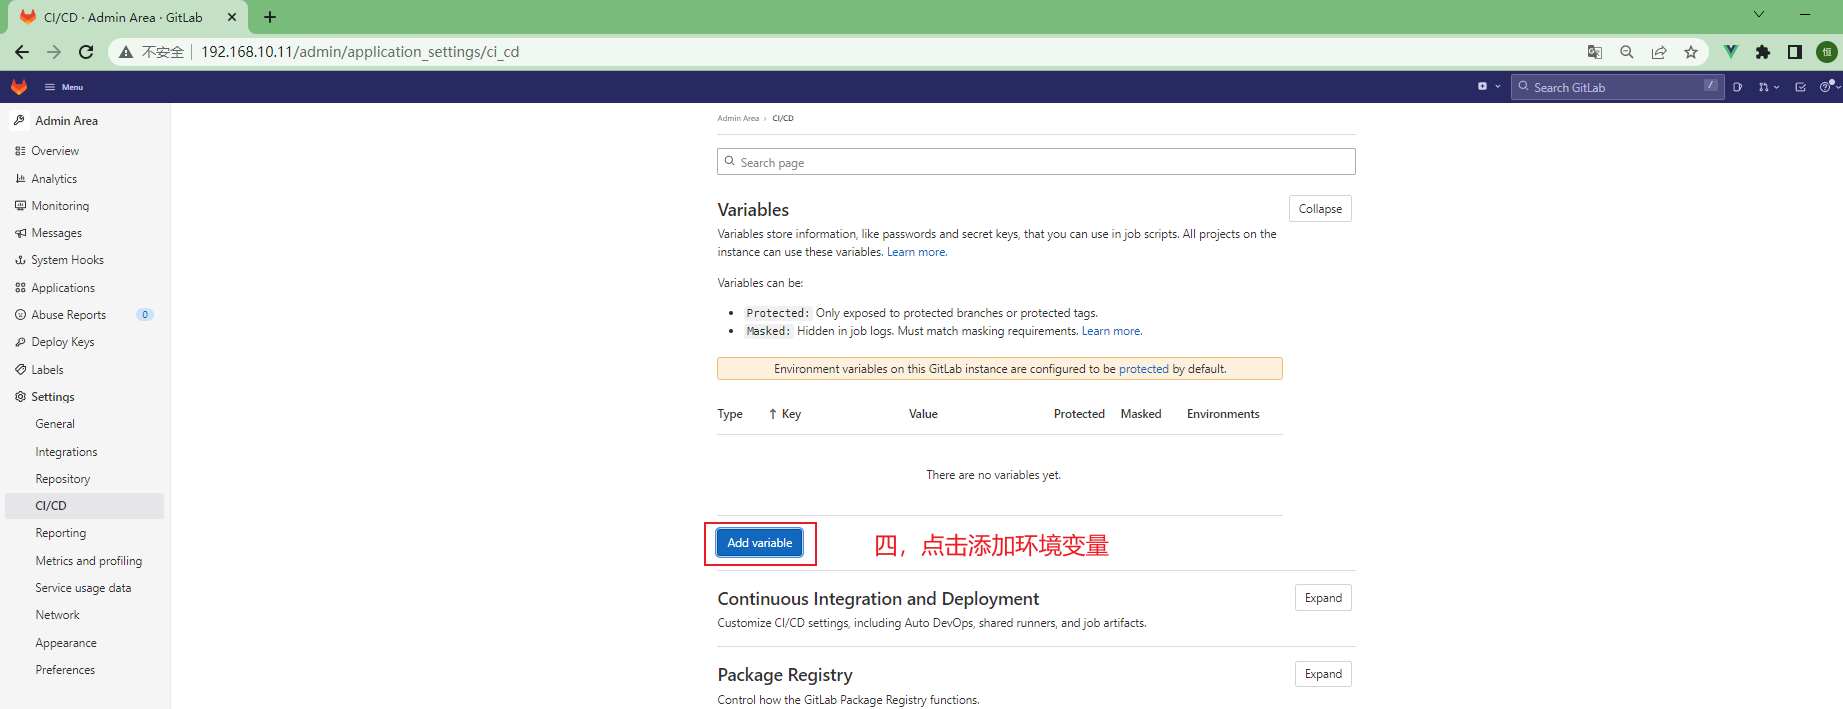 CI/CD · Admin Area · GitLab
不安全 192.168.10.11/admin/application_settings/ci_cd
恒
Menu
Search GitLab /
Admin Area
Overview
Analytics
Monitoring
Messages
System Hooks
Applications
Abuse Reports 0
Deploy Keys
Labels
Settings
General
Integrations
Repository
CI/CD
Reporting
Metrics and profiling
Service usage data
Network
Appearance
Preferences
Admin Area › CI/CD
Search page
Variables
Collapse
Variables store information, like passwords and secret keys, that you can use in job scripts. All projects on the
instance can use these variables. Learn more.
Variables can be:
• Protected: Only exposed to protected branches or protected tags.
• Masked: Hidden in job logs. Must match masking requirements. Learn more.
Environment variables on this GitLab instance are configured to be protected by default.
Type ↑ Key Value Protected Masked Environments
There are no variables yet.
Add variable
四，点击添加环境变量
Continuous Integration and Deployment
Expand
Customize CI/CD settings, including Auto DevOps, shared runners, and job artifacts.
Package Registry
Expand
Control how the GitLab Package Registry functions.